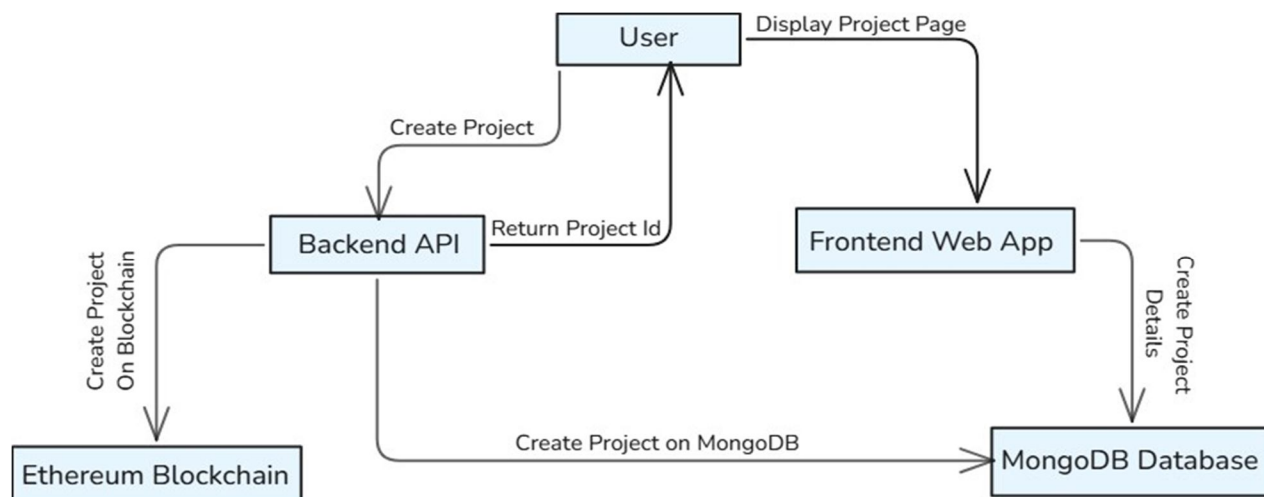 User
Display Project Page
Create Project
Backend API
Return Project Id
Frontend Web App
Create Project
On Blockchain
Create Project
Details
Create Project on MongoDB
Ethereum Blockchain
MongoDB Database